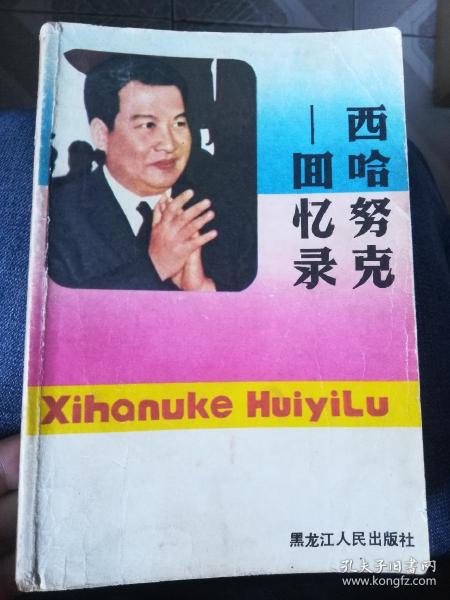 西哈努克
—回忆录
Xihanuke HuiyiLu
黑龙江人民出版社
孔夫子旧书网
www.kongfz.com